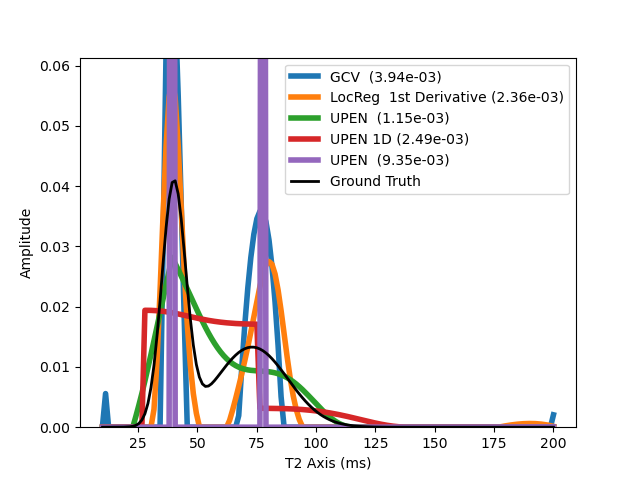 0.06
0.05
0.04
0.03
0.02
0.01
0.00
Amplitude
GCV  (3.94e-03)
LocReg  1st Derivative (2.36e-03)
UPEN  (1.15e-03)
UPEN 1D (2.49e-03)
UPEN  (9.35e-03)
Ground Truth
25 50 75 100 125 150 175 200
T2 Axis (ms)